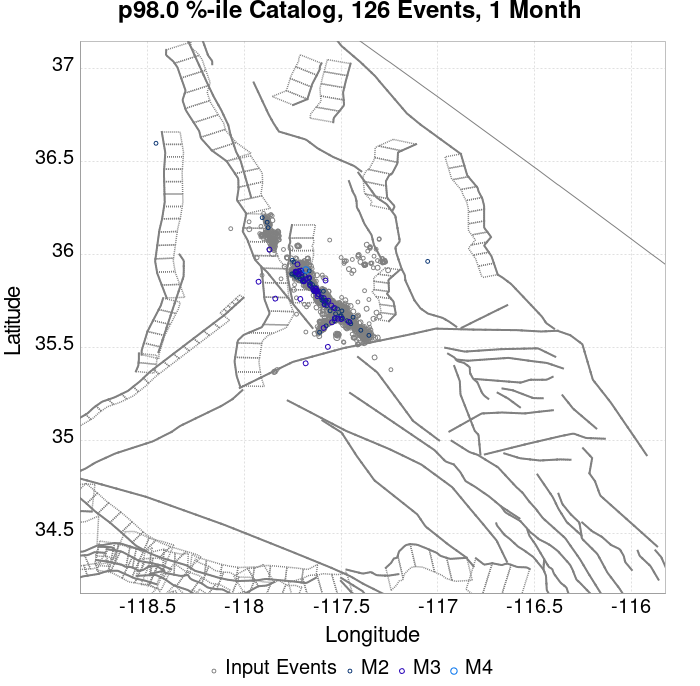 p98.0 %-ile Catalog, 126 Events, 1 Month
37
36.5
36
35.5
35
34.5
Latitude
-118.5 -118 -117.5 -117 -116.5 -116
Longitude
Input Events M2 M3 M4